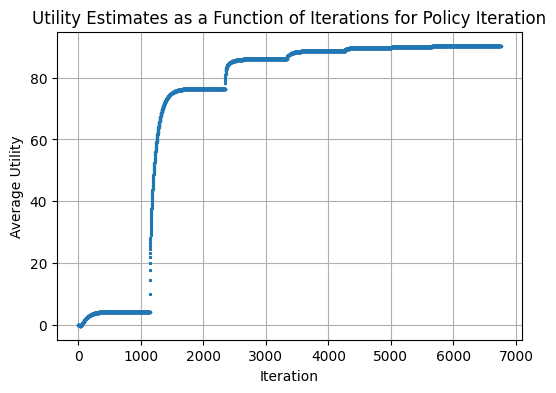 Utility Estimates as a Function of Iterations for Policy Iteration
80
60
40
20
0
Average Utility
0 1000 2000 3000 4000 5000 6000 7000
Iteration